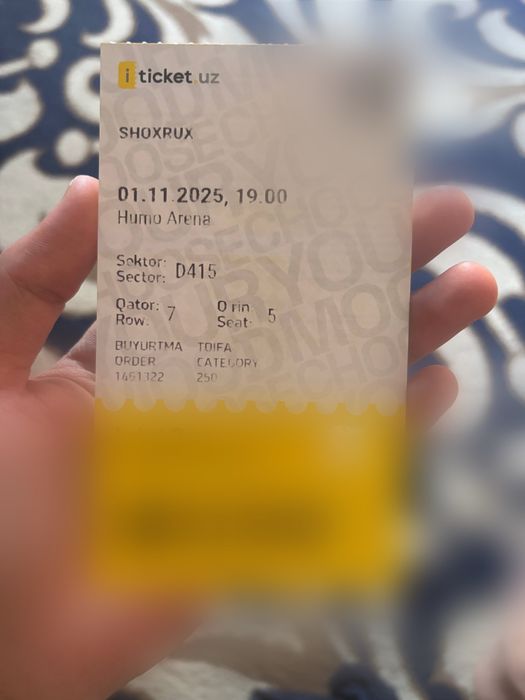 iticket.uz
SHOXRUX
01.11.2025, 19.00
Humo Arena
Sektor:
Sector: D415
Qator: 7 O'rin 5
Row: Seat:
BUYURTMA TOIFA
ORDER CATEGORY
1451322 250